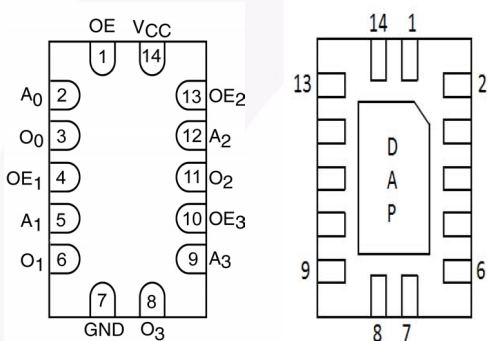 OE VCC
1 14
A0 2 13 OE2
O0 3 12 A2
OE1 4 11 O2
A1 5 10 OE3
O1 6 9 A3
7 8
GND O3
14 1
13 2
D
A
P
9 6
8 7